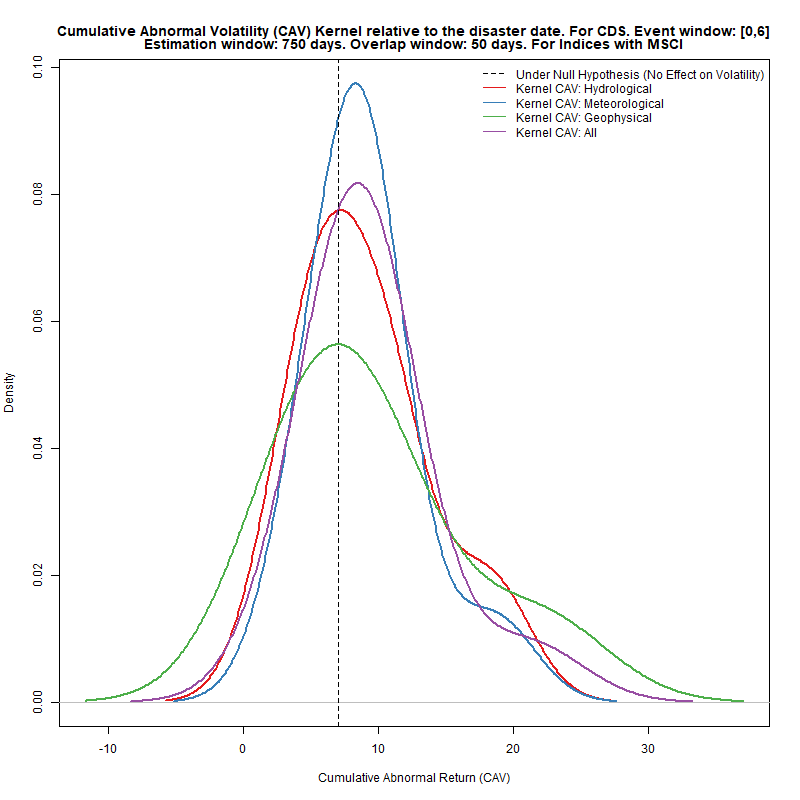 Cumulative Abnormal Volatility (CAV) Kernel relative to the disaster date. For CDS. Event window: [0,6]
Estimation window: 750 days. Overlap window: 50 days. For Indices with MSCI
Under Null Hypothesis (No Effect on Volatility)
Kernel CAV: Hydrological
Kernel CAV: Meteorological
Kernel CAV: Geophysical
Kernel CAV: All
0.10
0.08
0.06
0.04
0.02
0.00
Density
-10
0
10
20
30
Cumulative Abnormal Return (CAV)